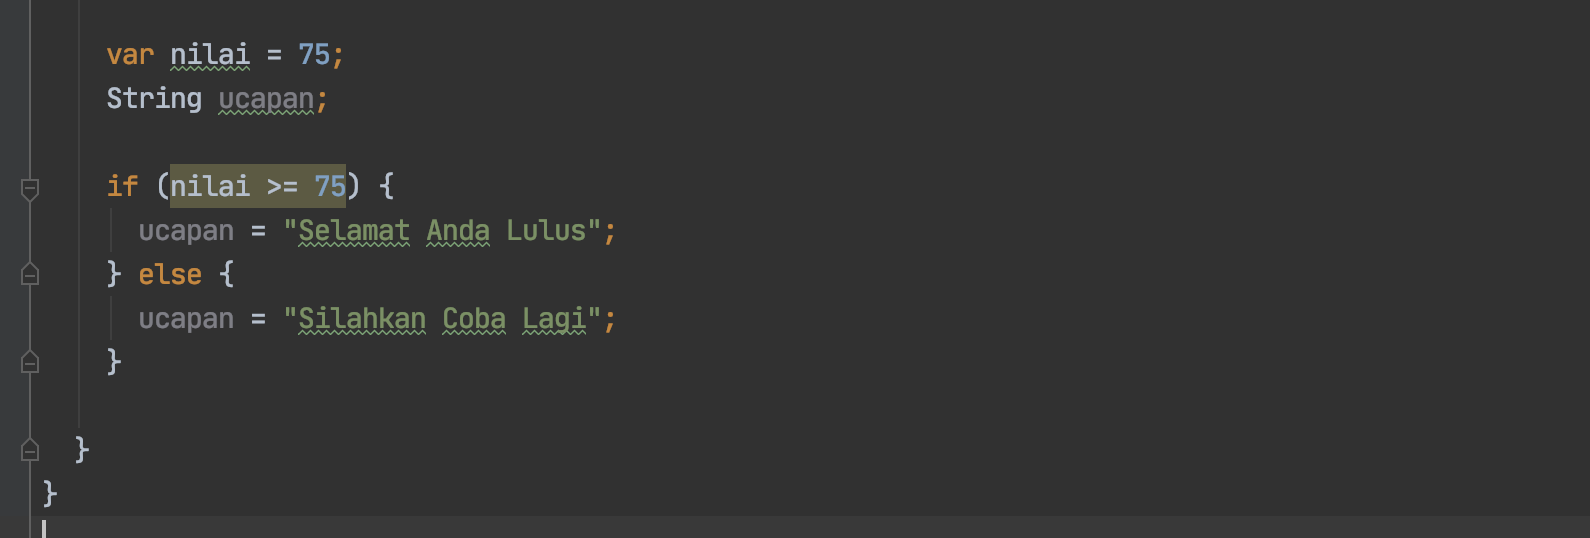 var nilai = 75;
String ucapan;
if (nilai >= 75) {
ucapan = "Selamat Anda Lulus";
} else {
ucapan = "Silahkan Coba Lagi";
}
}
}